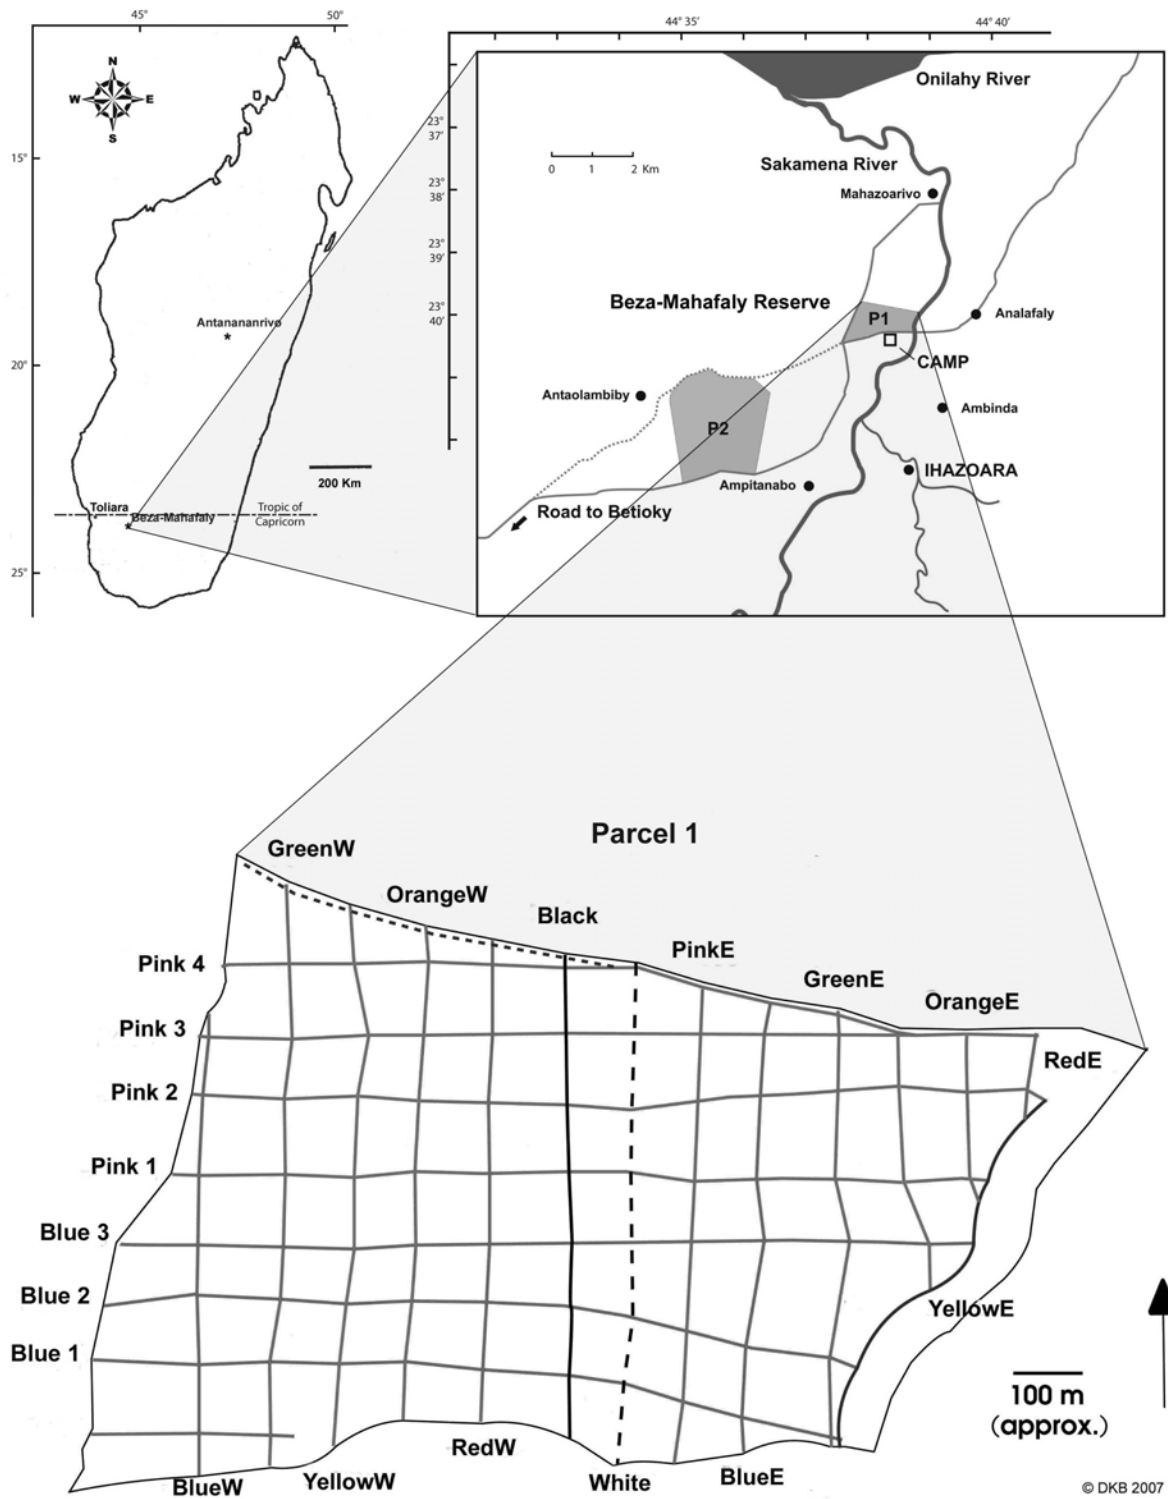 45°
50°
N
W
E
S
15°
Antanananrivo
*
20°
200 Km
Toliara
Beza-Mahafaly
Tropic of
Capricorn
25°
44° 35'
44° 40'
23°
37'
23°
38'
23°
39'
23°
40'
Onilahy River
0 1 2 Km
Sakamena River
Mahazoarivo
Beza-Mahafaly Reserve
P1
Analafaly
CAMP
Antaolambiby
P2
Ambinda
IHAZOARA
Ampitanabo
Road to Betioky
Parcel 1
GreenW
OrangeW
Black
PinkE
GreenE
OrangeE
RedE
Pink 4
Pink 3
Pink 2
Pink 1
Blue 3
Blue 2
Blue 1
YellowE
100 m
(approx.)
BlueW
YellowW
RedW
White
BlueE
© DKB 2007